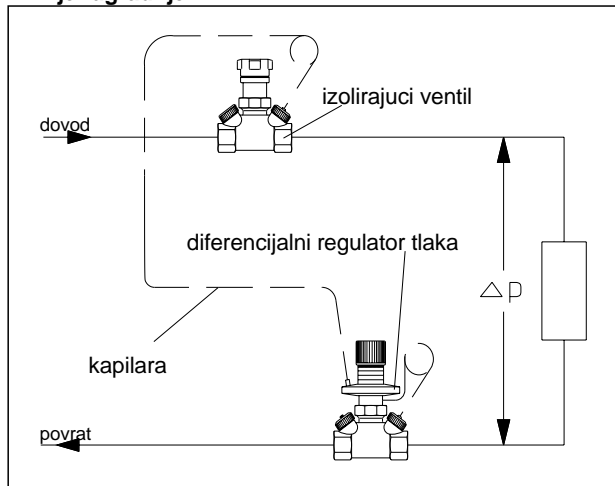 izolirajuci ventil
dovod
diferencijalni regulator tlaka
Δp
kapilara
povrat